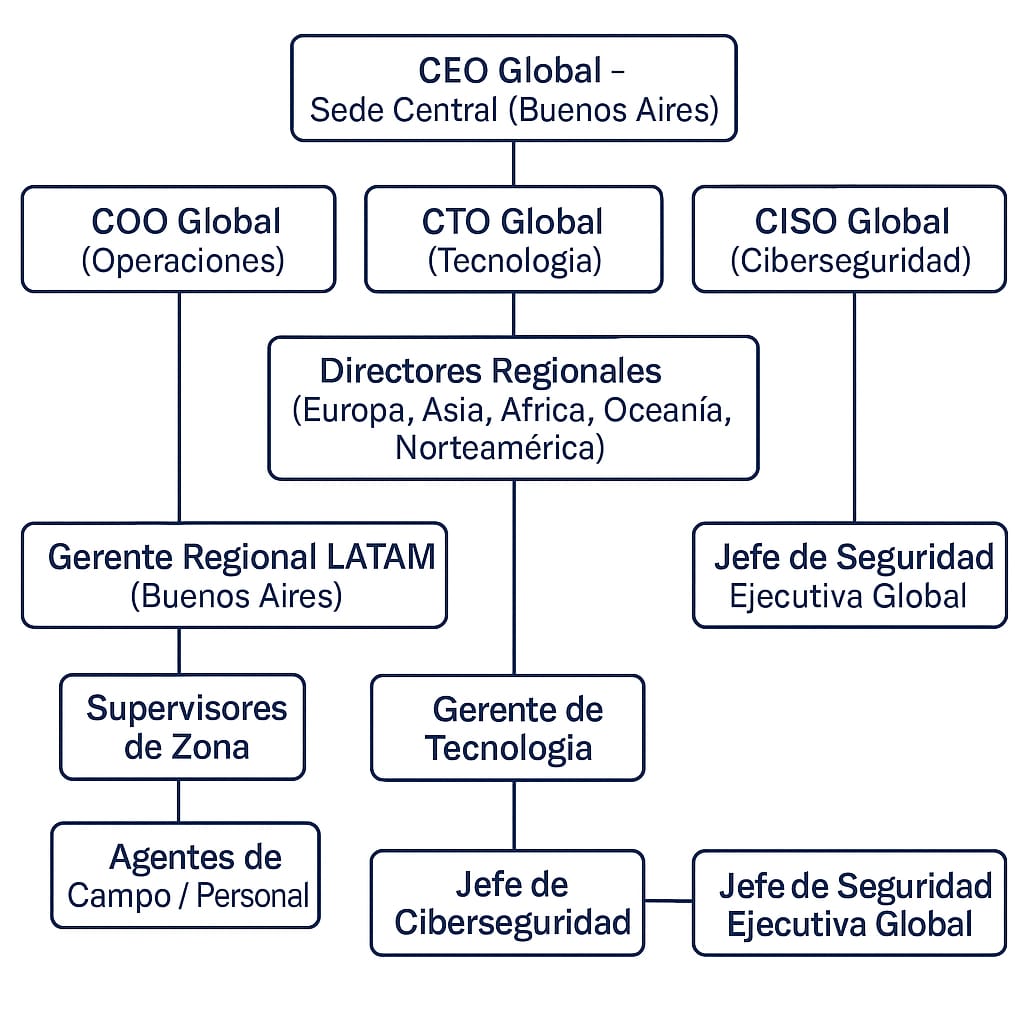 CEO Global –
Sede Central (Buenos Aires)
COO Global
(Operaciones)
CTO Global
(Tecnologia)
CISO Global
(Ciberseguridad)
Directores Regionales
(Europa, Asia, Africa, Oceanía,
Norteamérica)
Gerente Regional LATAM
(Buenos Aires)
Jefe de Seguridad
Ejecutiva Global
Supervisores
de Zona
Gerente de
Tecnologia
Agentes de
Campo / Personal
Jefe de
Ciberseguridad
Jefe de Seguridad
Ejecutiva Global